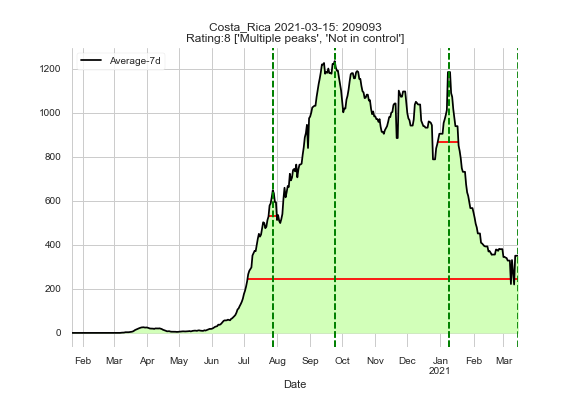 Costa_Rica 2021-03-15: 209093
Rating:8 ['Multiple peaks', 'Not in control']
Average-7d
1200
1000
800
600
400
200
0
Feb Mar Apr May Jun Jul Aug Sep Oct Nov Dec Jan Feb Mar
2021
Date